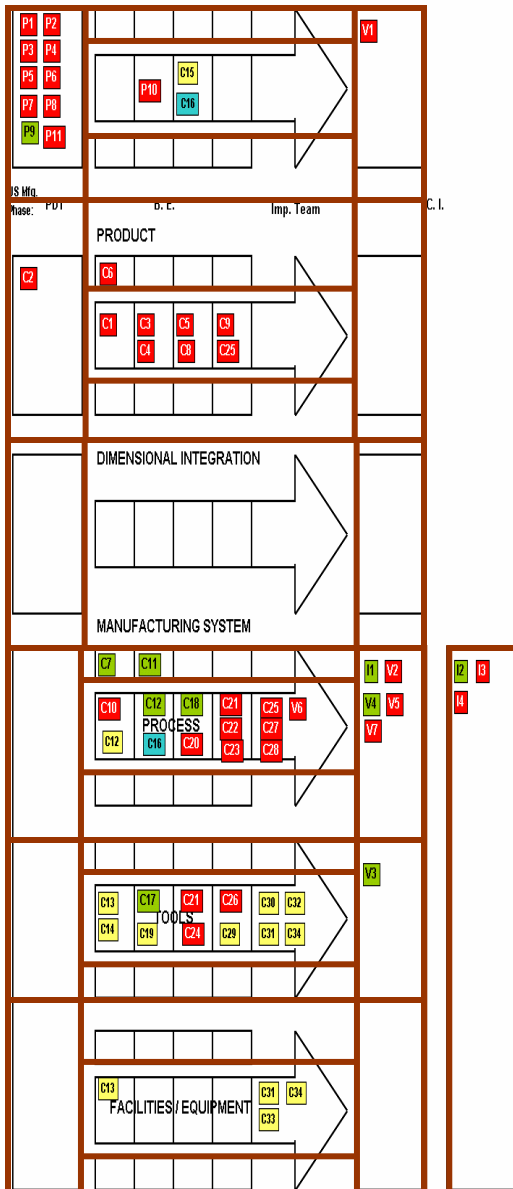 P1 P2 V1
P3 P4
P5 P6 C15
P10 C16
P7 P8
P9 P11
Mfg.
Phase: PDT B. E. Imp. Team C. I.
PRODUCT
C2 C6
C1 C3 C5 C9
C4 C8 C25
DIMENSIONAL INTEGRATION
MANUFACTURING SYSTEM
C7 C11 I1 V2 I2 I3
C10 C12 C18 C21 C25 V6 V4 V5 I4
PROCESS C22 C27 V7
C12 C16 C20 C23 C28
V3
C13 C17 C21 C26 C30 C32
TOOLS
C14 C19 C24 C29 C31 C34
C13 C31 C34
FACILITIES / EQUIPMENT
C33